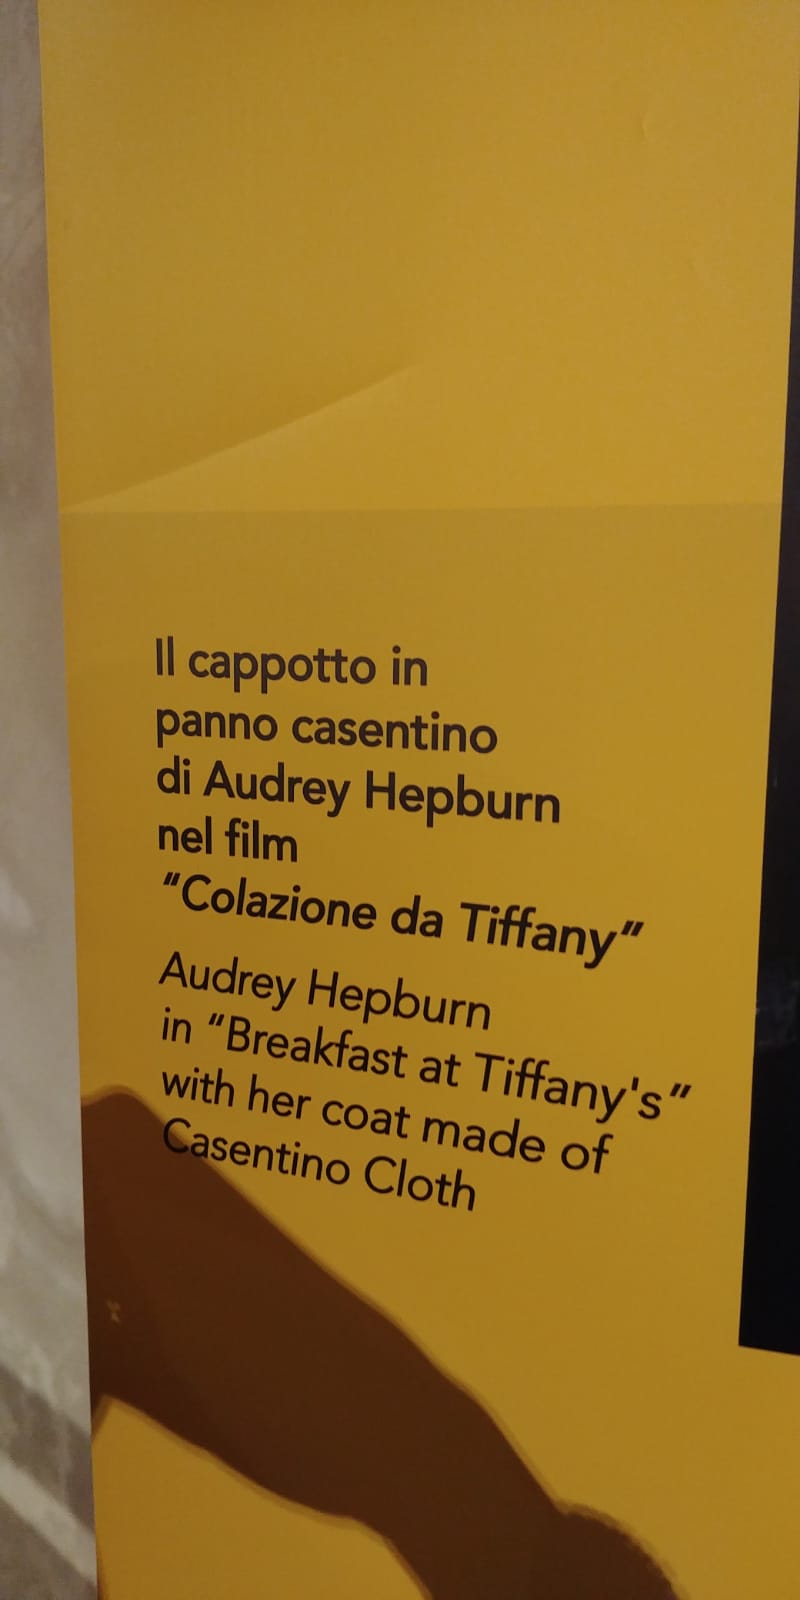 Il cappotto in
panno casentino
di Audrey Hepburn
nel film
"Colazione da Tiffany"
Audrey Hepburn
in "Breakfast at Tiffany's"
with her coat made of
Casentino Cloth